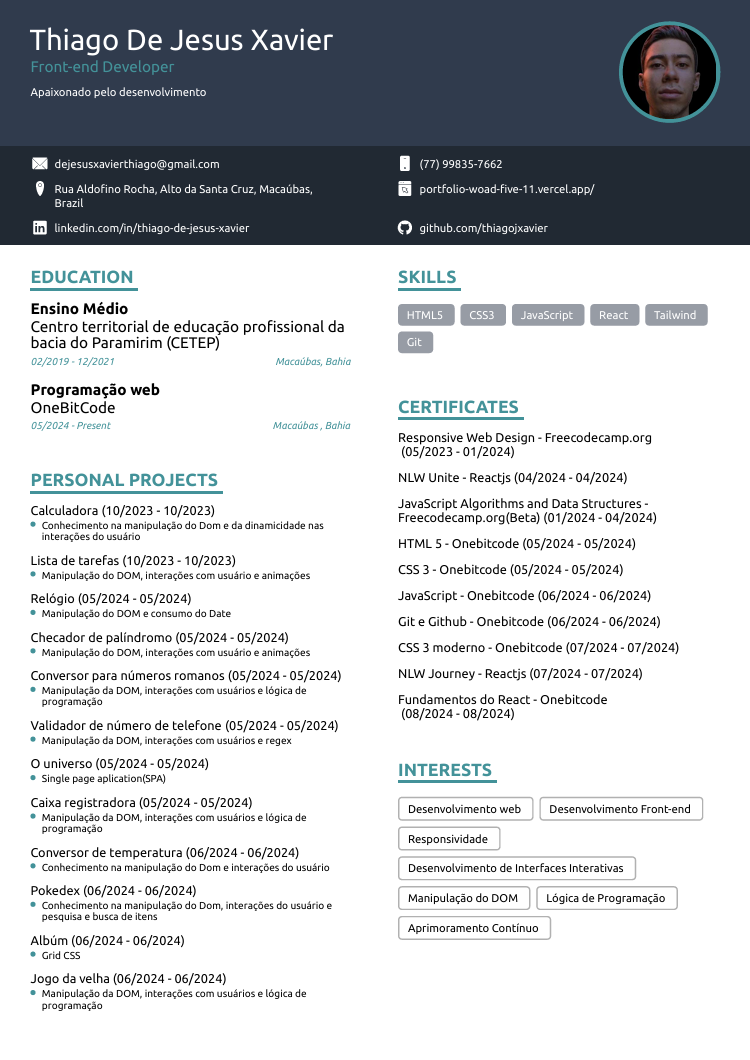 Thiago De Jesus Xavier
Front-end Developer
Apaixonado pelo desenvolvimento
dejesusxavierthiago@gmail.com
(77) 99835-7662
Rua Aldofino Rocha, Alto da Santa Cruz, Macaúbas,
Brazil
portfolio-woad-five-11.vercel.app/
linkedin.com/in/thiago-de-jesus-xavier
github.com/thiagojxavier
EDUCATION
Ensino Médio
Centro territorial de educação profissional da
bacia do Paramirim (CETEP)
02/2019 - 12/2021
Macaúbas, Bahia
Programação web
OneBitCode
05/2024 - Present
Macaúbas , Bahia
PERSONAL PROJECTS
Calculadora (10/2023 - 10/2023)
Conhecimento na manipulação do Dom e da dinamicidade nas
interações do usuário
Lista de tarefas (10/2023 - 10/2023)
Manipulação do DOM, interações com usuário e animações
Relógio (05/2024 - 05/2024)
Manipulação do DOM e consumo do Date
Checador de palíndromo (05/2024 - 05/2024)
Manipulação do DOM, interações com usuário e animações
Conversor para números romanos (05/2024 - 05/2024)
Manipulação da DOM, interações com usuários e lógica de
programação
Validador de número de telefone (05/2024 - 05/2024)
Manipulação da DOM, interações com usuários e regex
O universo (05/2024 - 05/2024)
Single page aplication(SPA)
Caixa registradora (05/2024 - 05/2024)
Manipulação da DOM, interações com usuários e lógica de
programação
Conversor de temperatura (06/2024 - 06/2024)
Conhecimento na manipulação do Dom e interações do usuário
Pokedex (06/2024 - 06/2024)
Conhecimento na manipulação do Dom, interações do usuário e
pesquisa e busca de itens
Albúm (06/2024 - 06/2024)
Grid CSS
Jogo da velha (06/2024 - 06/2024)
Manipulação da DOM, interações com usuários e lógica de
programação
SKILLS
HTML5 CSS3 JavaScript React Tailwind
Git
CERTIFICATES
Responsive Web Design - Freecodecamp.org
(05/2023 - 01/2024)
NLW Unite - Reactjs (04/2024 - 04/2024)
JavaScript Algorithms and Data Structures -
Freecodecamp.org(Beta) (01/2024 - 04/2024)
HTML 5 - Onebitcode (05/2024 - 05/2024)
CSS 3 - Onebitcode (05/2024 - 05/2024)
JavaScript - Onebitcode (06/2024 - 06/2024)
Git e Github - Onebitcode (06/2024 - 06/2024)
CSS 3 moderno - Onebitcode (07/2024 - 07/2024)
NLW Journey - Reactjs (07/2024 - 07/2024)
Fundamentos do React - Onebitcode
(08/2024 - 08/2024)
INTERESTS
Desenvolvimento web Desenvolvimento Front-end
Responsividade
Desenvolvimento de Interfaces Interativas
Manipulação do DOM Lógica de Programação
Aprimoramento Contínuo